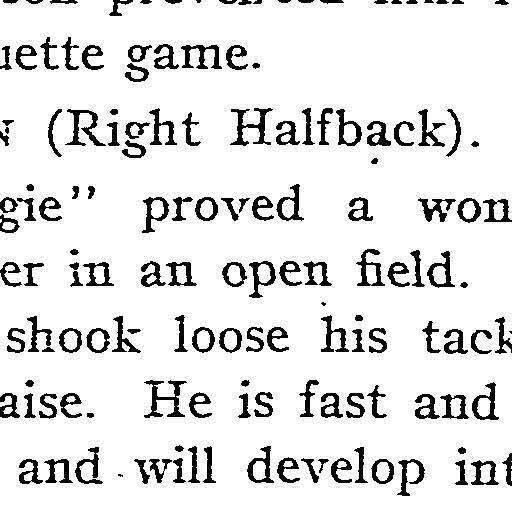 uette game.
(Right Halfback).
gie" proved a won
er in an open field.
shook loose his tack
aise. He is fast and
and will develop int